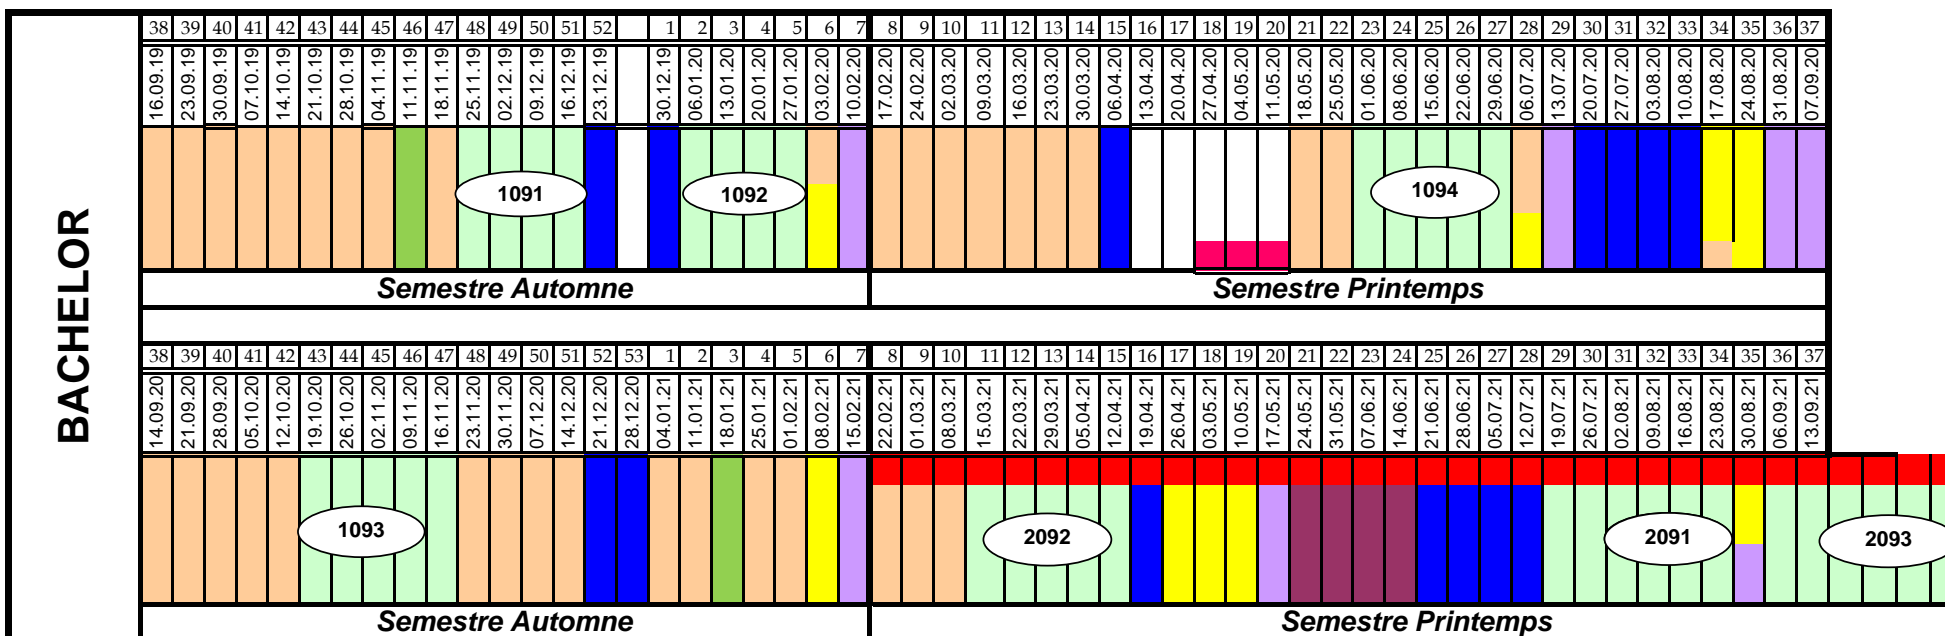 BACHELOR
38 39 40 41 42 43 44 45 46 47 48 49 50 51 52 1 2 3 4 5 6 7 8 9 10 11 12 13 14 15 16 17 18 19 20 21 22 23 24 25 26 27 28 29 30 31 32 33 34 35 36 37
16.09.19 23.09.19 30.09.19 07.10.19 14.10.19 21.10.19 28.10.19 04.11.19 11.11.19 18.11.19 25.11.19 02.12.19 09.12.19 16.12.19 23.12.19 30.12.19 06.01.20 13.01.20 20.01.20 27.01.20 03.02.20 10.02.20 17.02.20 24.02.20 02.03.20 09.03.20 16.03.20 23.03.20 30.03.20 06.04.20 13.04.20 20.04.20 27.04.20 04.05.20 11.05.20 18.05.20 25.05.20 01.06.20 08.06.20 15.06.20 22.06.20 29.06.20 06.07.20 13.07.20 20.07.20 27.07.20 03.08.20 10.08.20 17.08.20 24.08.20 31.08.20 07.09.20
1091 1092 1094
Semestre Automne Semestre Printemps
38 39 40 41 42 43 44 45 46 47 48 49 50 51 52 53 1 2 3 4 5 6 7 8 9 10 11 12 13 14 15 16 17 18 19 20 21 22 23 24 25 26 27 28 29 30 31 32 33 34 35 36 37
14.09.20 21.09.20 28.09.20 05.10.20 12.10.20 19.10.20 26.10.20 02.11.20 09.11.20 16.11.20 23.11.20 30.11.20 07.12.20 14.12.20 21.12.20 28.12.20 04.01.21 11.01.21 18.01.21 25.01.21 01.02.21 08.02.21 15.02.21 22.02.21 01.03.21 08.03.21 15.03.21 22.03.21 29.03.21 05.04.21 12.04.21 19.04.21 26.04.21 03.05.21 10.05.21 17.05.21 24.05.21 31.05.21 07.06.21 14.06.21 21.06.21 28.06.21 05.07.21 12.07.21 19.07.21 26.07.21 02.08.21 09.08.21 16.08.21 23.08.21 30.08.21 06.09.21 13.09.21
1093 2092 2091 2093
Semestre Automne Semestre Printemps